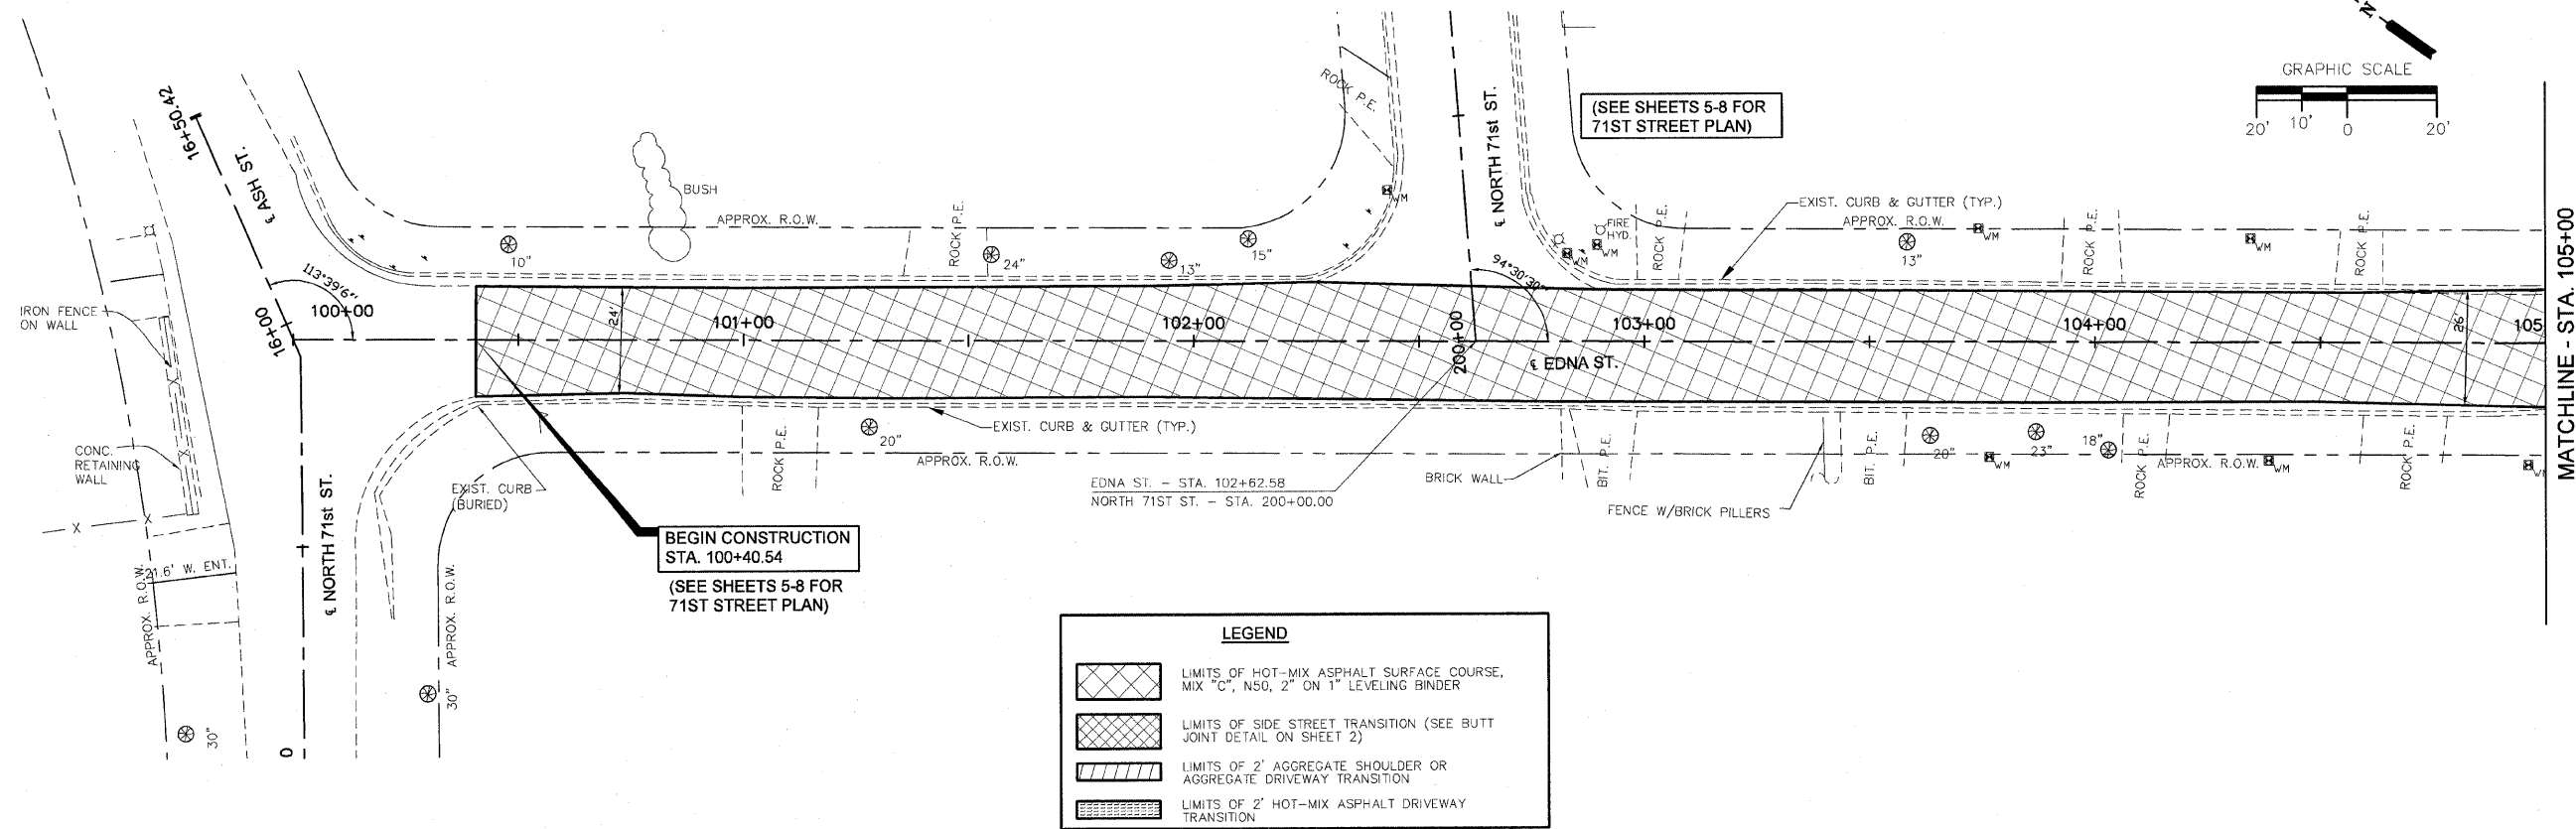 N
GRAPHIC SCALE
20' 10' 0 20'
16+50.42
℄ ASH ST.
113°39'6"
16+00
100+00
IRON FENCE
ON WALL
CONC.
RETAINING
WALL
BUSH
APPROX. R.O.W.
10"
ROCK P.E.
24"
13"
15"
ROCK P.E.
WM
℄ NORTH 71st ST.
(SEE SHEETS 5-8 FOR
71ST STREET PLAN)
FIRE
HYD.
WM
WM
ROCK P.E.
EXIST. CURB & GUTTER (TYP.)
APPROX. R.O.W.
13"
WM
ROCK P.E.
WM
ROCK P.E.
94°30'30"
24'
101+00
102+00
200+00
103+00
104+00
26'
105
℄ EDNA ST.
MATCHLINE - STA. 105+00
EXIST. CURB
(BURIED)
ROCK P.E.
20"
EXIST. CURB & GUTTER (TYP.)
APPROX. R.O.W.
EDNA ST. - STA. 102+62.58
NORTH 71ST ST. - STA. 200+00.00
BRICK WALL
BIT. P.E.
FENCE W/BRICK PILLERS
BIT. P.E.
20"
WM
23"
18"
ROCK P.E.
APPROX. R.O.W.
WM
ROCK P.E.
WM
BEGIN CONSTRUCTION
STA. 100+40.54
(SEE SHEETS 5-8 FOR
71ST STREET PLAN)
X
X
X
X
21.6' W. ENT.
APPROX. R.O.W.
℄ NORTH 71st ST.
APPROX. R.O.W.
30"
30"
0
LEGEND
LIMITS OF HOT-MIX ASPHALT SURFACE COURSE,
MIX "C", N50, 2" ON 1" LEVELING BINDER
LIMITS OF SIDE STREET TRANSITION (SEE BUTT
JOINT DETAIL ON SHEET 2)
LIMITS OF 2' AGGREGATE SHOULDER OR
AGGREGATE DRIVEWAY TRANSITION
LIMITS OF 2' HOT-MIX ASPHALT DRIVEWAY
TRANSITION